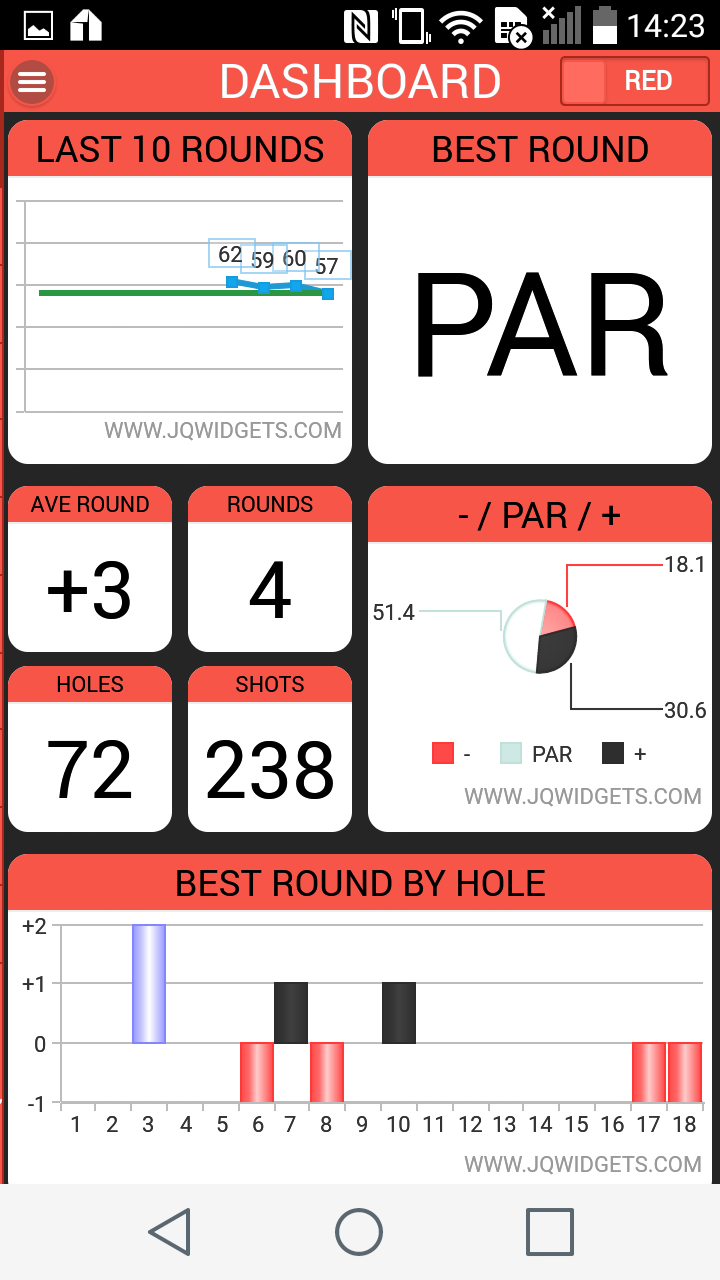 14:23
DASHBOARD RED
LAST 10 ROUNDS
62 59 60 57
WWW.JQWIDGETS.COM
BEST ROUND
PAR
AVE ROUND
+3
ROUNDS
4
HOLES
72
SHOTS
238
- / PAR / +
18.1
51.4
30.6
- PAR +
WWW.JQWIDGETS.COM
BEST ROUND BY HOLE
+2
+1
0
-1
1 2 3 4 5 6 7 8 9 10 11 12 13 14 15 16 17 18
WWW.JQWIDGETS.COM